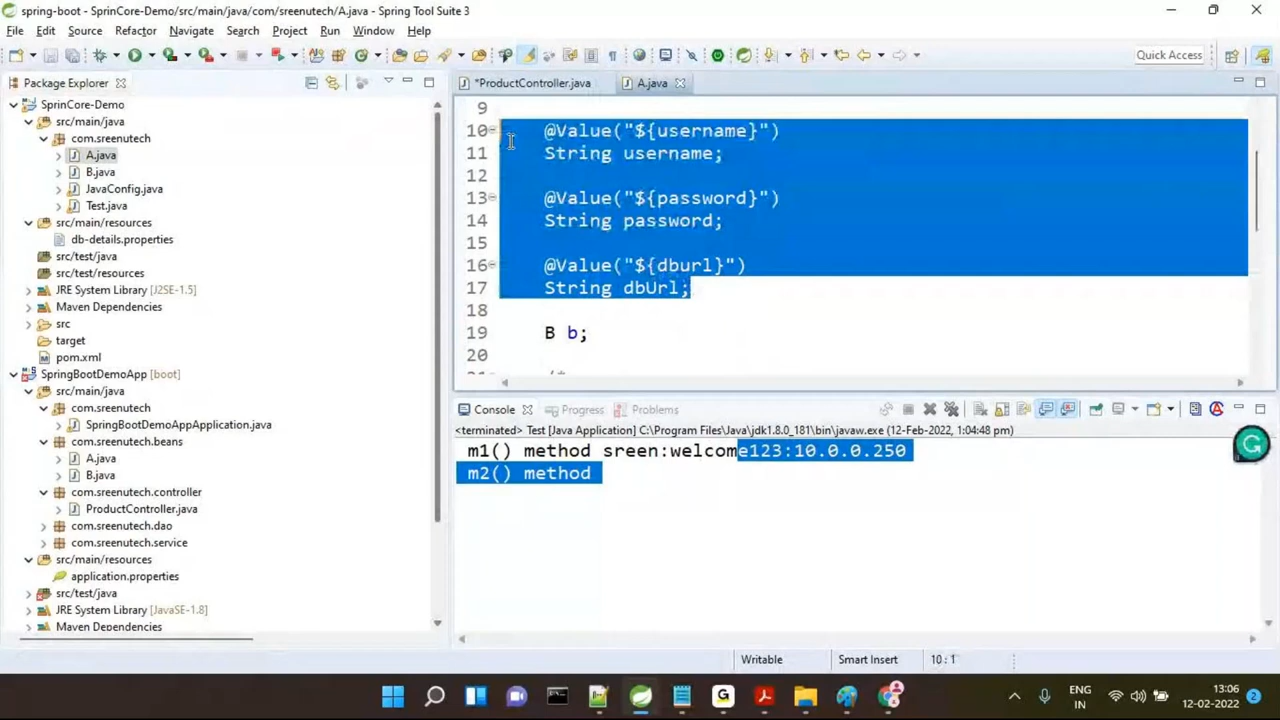 spring-boot - SprinCore-Demo/src/main/java/com/sreenutech/A.java - Spring Tool Suite 3
File Edit Source Refactor Navigate Search Project Run Window Help
Quick Access
Package Explorer
SprinCore-Demo
src/main/java
com.sreenutech
A.java
B.java
JavaConfig.java
Test.java
src/main/resources
db-details.properties
src/test/java
src/test/resources
JRE System Library [J2SE-1.5]
Maven Dependencies
src
target
pom.xml
SpringBootDemoApp [boot]
src/main/java
com.sreenutech
SpringBootDemoAppApplication.java
com.sreenutech.beans
A.java
B.java
com.sreenutech.controller
ProductController.java
com.sreenutech.dao
com.sreenutech.service
src/main/resources
application.properties
src/test/java
JRE System Library [JavaSE-1.8]
Maven Dependencies
*ProductController.java A.java
9
10 @Value("${username}")
11 String username;
12
13 @Value("${password}")
14 String password;
15
16 @Value("${dburl}")
17 String dbUrl;
18
19 B b;
20
/*
Console Progress Problems
<terminated> Test [Java Application] C:\Program Files\Java\jdk1.8.0_181\bin\javaw.exe (12-Feb-2022, 1:04:48 pm)
m1() method sreen:welcome123:10.0.0.250
m2() method
Writable Smart Insert 10 : 1
ENG
IN
13:06
12-02-2022
2